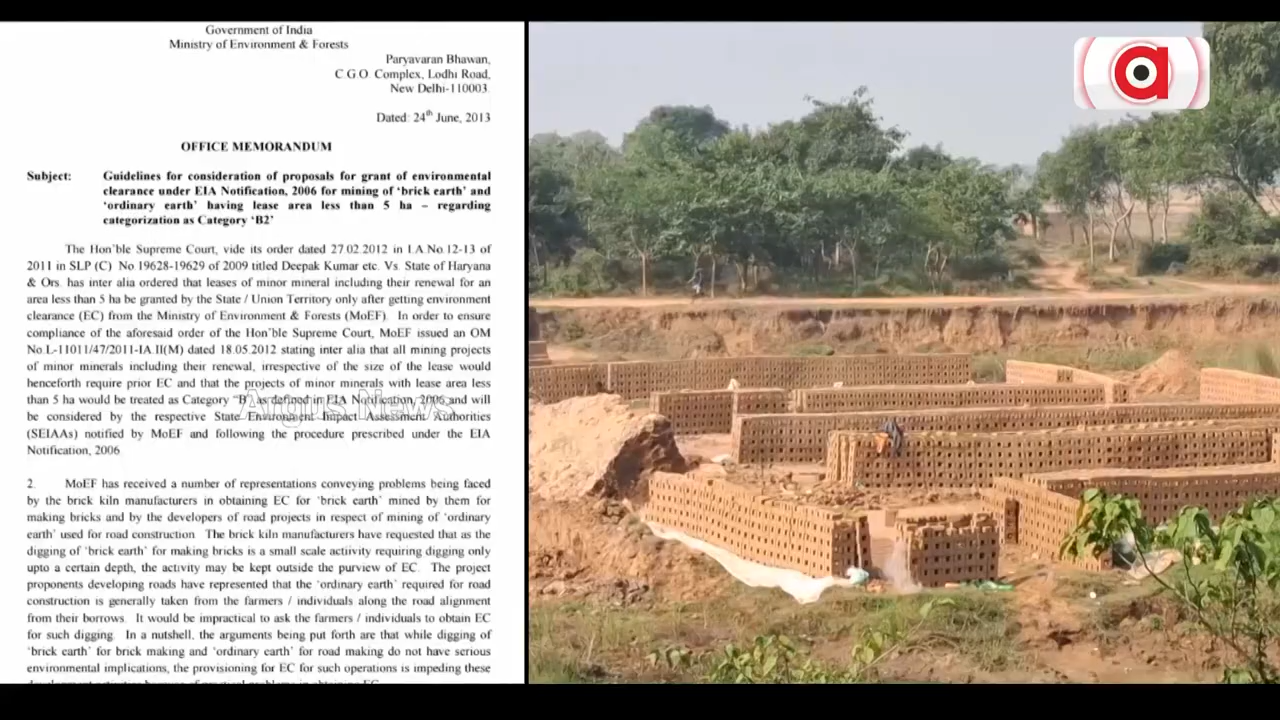 Government of India
Ministry of Environment & Forests
Paryavaran Bhawan,
C G O Complex, Lodhi Road,
New Delhi-110003.
Dated: 24th June, 2013
OFFICE MEMORANDUM
Subject: Guidelines for consideration of proposals for grant of environmental
clearance under EIA Notification, 2006 for mining of 'brick earth' and
'ordinary earth' having lease area less than 5 ha – regarding
categorization as Category 'B2'
The Hon'ble Supreme Court, vide its order dated 27.02.2012 in I.A.No.12-13 of
2011 in SLP (C) No.19628-19629 of 2009 titled Deepak Kumar etc. Vs. State of Haryana
& Ors. has inter alia ordered that leases of minor mineral including their renewal for an
area less than 5 ha be granted by the State / Union Territory only after getting environment
clearance (EC) from the Ministry of Environment & Forests (MoEF). In order to ensure
compliance of the aforesaid order of the Hon'ble Supreme Court, MoEF issued an OM
No.L-11011/47/2011-IA.II(M) dated 18.05.2012 stating inter alia that all mining projects
of minor minerals including their renewal, irrespective of the size of the lease would
henceforth require prior EC and that the projects of minor minerals with lease area less
than 5 ha would be treated as Category 'B' as defined in EIA Notification, 2006 and will
be considered by the respective State Environment Impact Assessment Authorities
(SEIAAs) notified by MoEF and following the procedure prescribed under the EIA
Notification, 2006
2. MoEF has received a number of representations conveying problems being faced
by the brick kiln manufacturers in obtaining EC for 'brick earth' mined by them for
making bricks and by the developers of road projects in respect of mining of 'ordinary
earth' used for road construction. The brick kiln manufacturers have requested that as the
digging of 'brick earth' for making bricks is a small scale actiivity requiring digging only
upto a certain depth, the activity may be kept outside the purview of EC. The project
proponents developing roads have represented that the 'ordinary earth' required for road
construction is generally taken from the farmers / individuals along the road alignment
from their borrows. It would be impractical to ask the farmers / individuals to obtain EC
for such digging. In a nutshell, the arguments being put forth are that while digging of
'brick earth' for brick making and 'ordinary earth' for road making do not have serious
environmental implications, the provisioning for EC for such operations is impeding these
Argus News
a